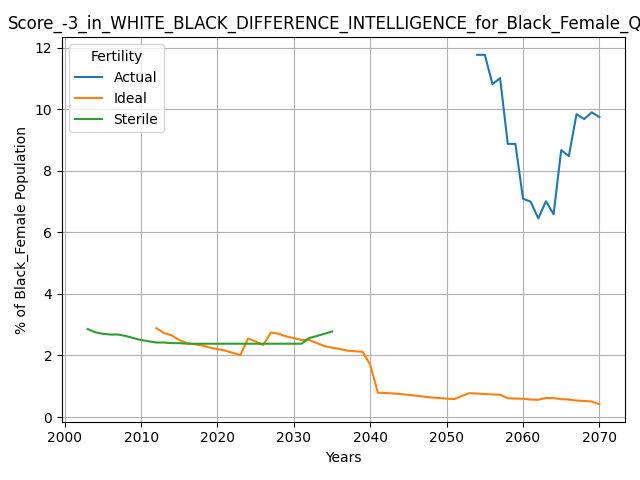 Score_-3_in_WHITE_BLACK_DIFFERENCE_INTELLIGENCE_for_Black_Female_Q
Fertility
Actual
Ideal
Sterile
% of Black_Female Population
12
10
8
6
4
2
0
2000 2010 2020 2030 2040 2050 2060 2070
Years